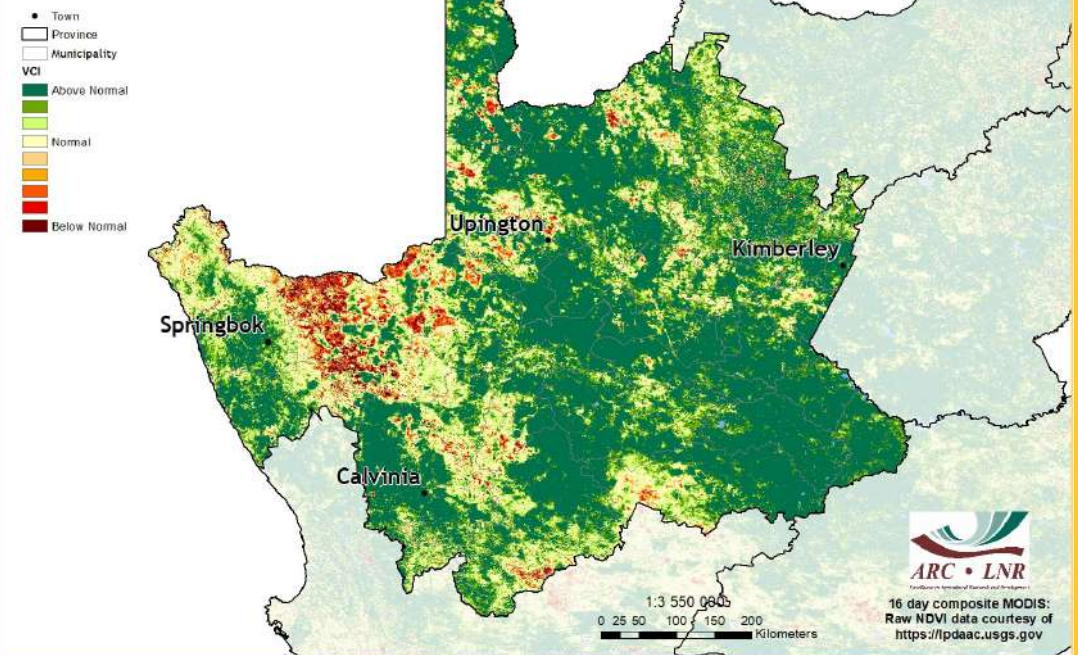 Town
Province
Municipality
VCI
Above Normal
Normal
Below Normal
Upington
Kimberley
Springbok
Calvinia
ARC • LNR
1:3 550 000
0 25 50 100 150 200
Kilometers
16 day composite MODIS:
Raw NDVI data courtesy of
https://lpdaac.usgs.gov